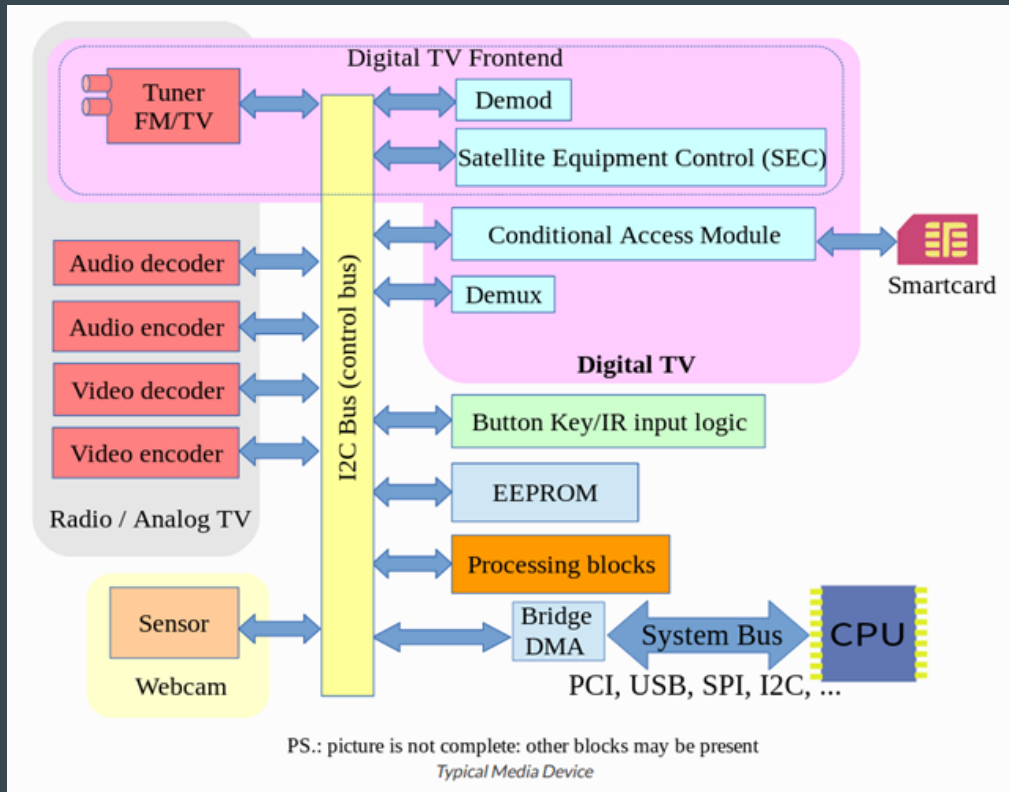 Digital TV Frontend
Tuner
FM/TV
Demod
Satellite Equipment Control (SEC)
Conditional Access Module
Smartcard
Demux
Digital TV
Audio decoder
Audio encoder
Video decoder
Video encoder
Radio / Analog TV
I2C Bus (control bus)
Button Key/IR input logic
EEPROM
Processing blocks
Sensor
Webcam
Bridge
DMA
System Bus
CPU
PCI, USB, SPI, I2C, ...
PS.: picture is not complete: other blocks may be present
Typical Media Device